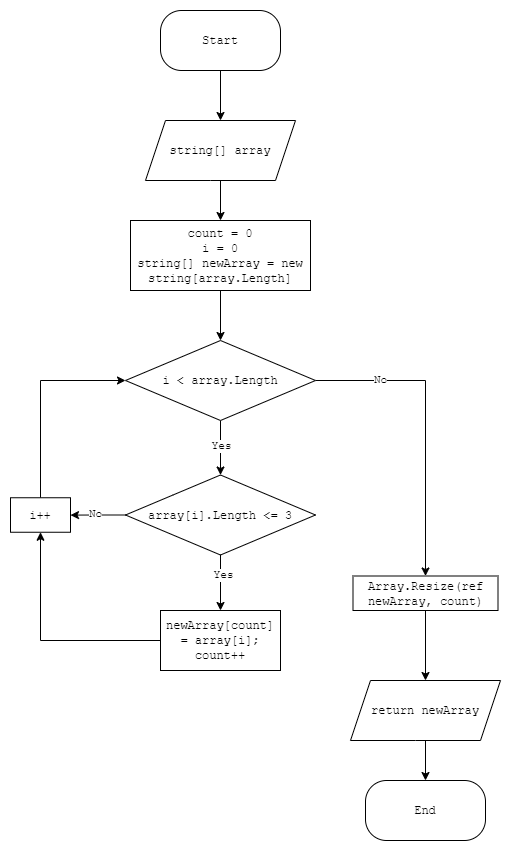 Start
string[] array
count = 0
i = 0
string[] newArray = new
string[array.Length]
i < array.Length
No
Yes
i++
No
array[i].Length <= 3
Yes
Array.Resize(ref
newArray, count)
newArray[count]
= array[i];
count++
return newArray
End